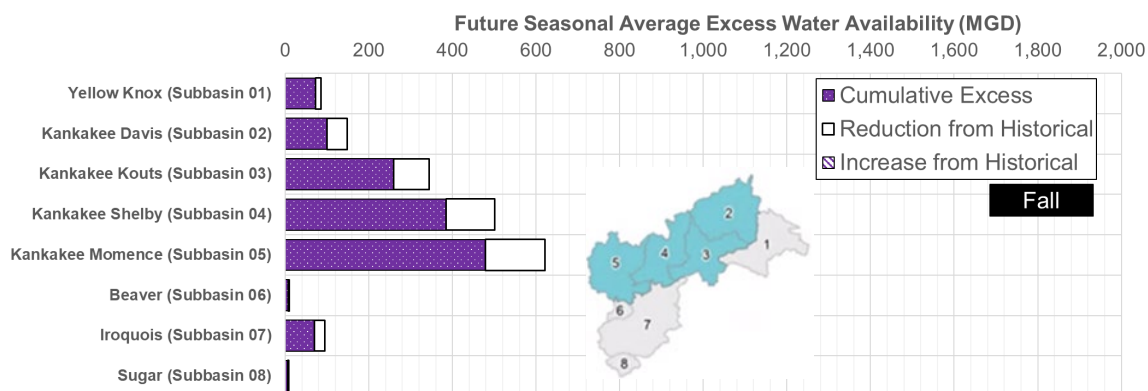 Future Seasonal Average Excess Water Availability (MGD)
0 200 400 600 800 1,000 1,200 1,400 1,600 1,800 2,000
Yellow Knox (Subbasin 01)
Kankakee Davis (Subbasin 02)
Kankakee Kouts (Subbasin 03)
Kankakee Shelby (Subbasin 04)
Kankakee Momence (Subbasin 05)
Beaver (Subbasin 06)
Iroquois (Subbasin 07)
Sugar (Subbasin 08)
Cumulative Excess
Reduction from Historical
Increase from Historical
Fall
2
1
4
3
5
6
7
8